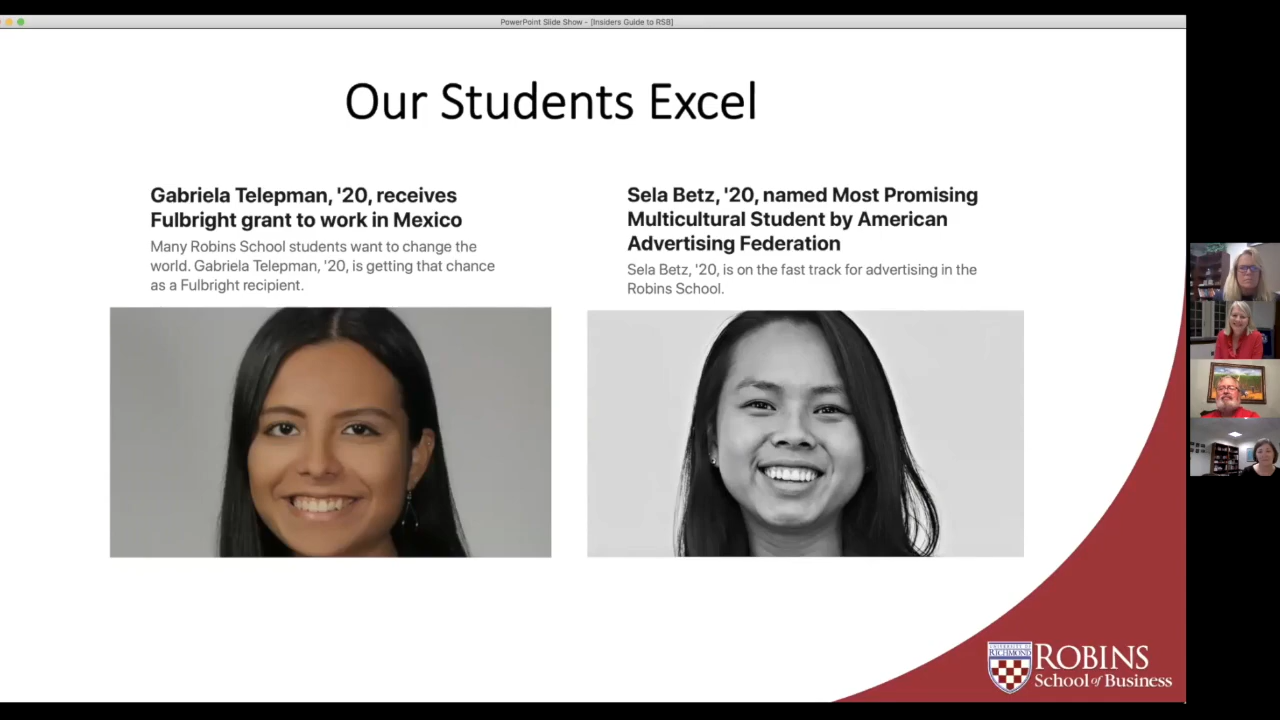 PowerPoint Slide Show - [Insiders Guide to RSB]
Our Students Excel
Gabriela Telepman, '20, receives
Fulbright grant to work in Mexico
Many Robins School students want to change the
world. Gabriela Telepman, '20, is getting that chance
as a Fulbright recipient.
Sela Betz, '20, named Most Promising
Multicultural Student by American
Advertising Federation
Sela Betz, '20, is on the fast track for advertising in the
Robins School.
UNIVERSITY OF
RICHMOND
ROBINS
School of Business